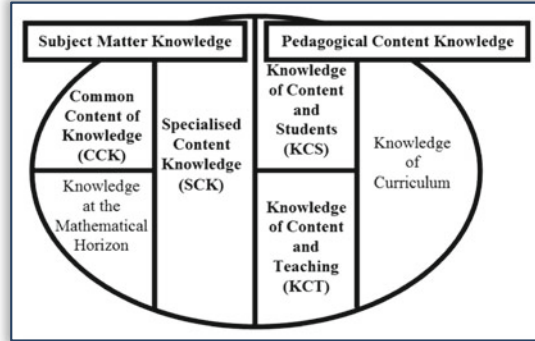 Subject Matter Knowledge
Pedagogical Content Knowledge
Common
Content of
Knowledge
(CCK)
Knowledge
at the
Mathematical
Horizon
Specialised
Content
Knowledge
(SCK)
Knowledge
of Content
and
Students
(KCS)
Knowledge
of Content
and
Teaching
(KCT)
Knowledge
of
Curriculum